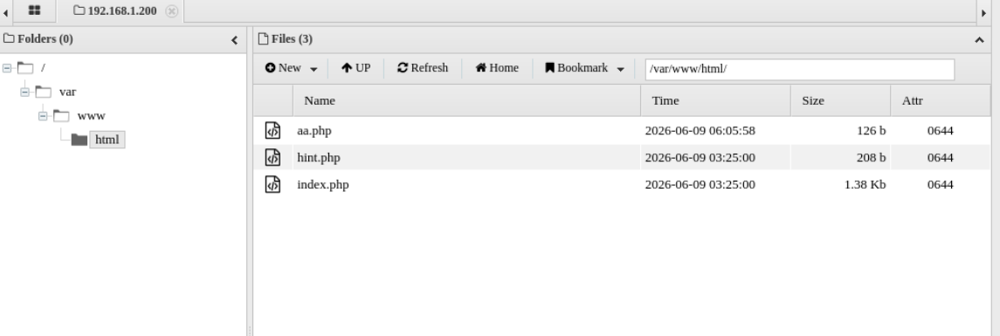 192.168.1.200
Folders (0)
/
var
www
html
Files (3)
New UP Refresh Home Bookmark /var/www/html/
Name Time Size Attr
aa.php 2026-06-09 06:05:58 126 b 0644
hint.php 2026-06-09 03:25:00 208 b 0644
index.php 2026-06-09 03:25:00 1.38 Kb 0644